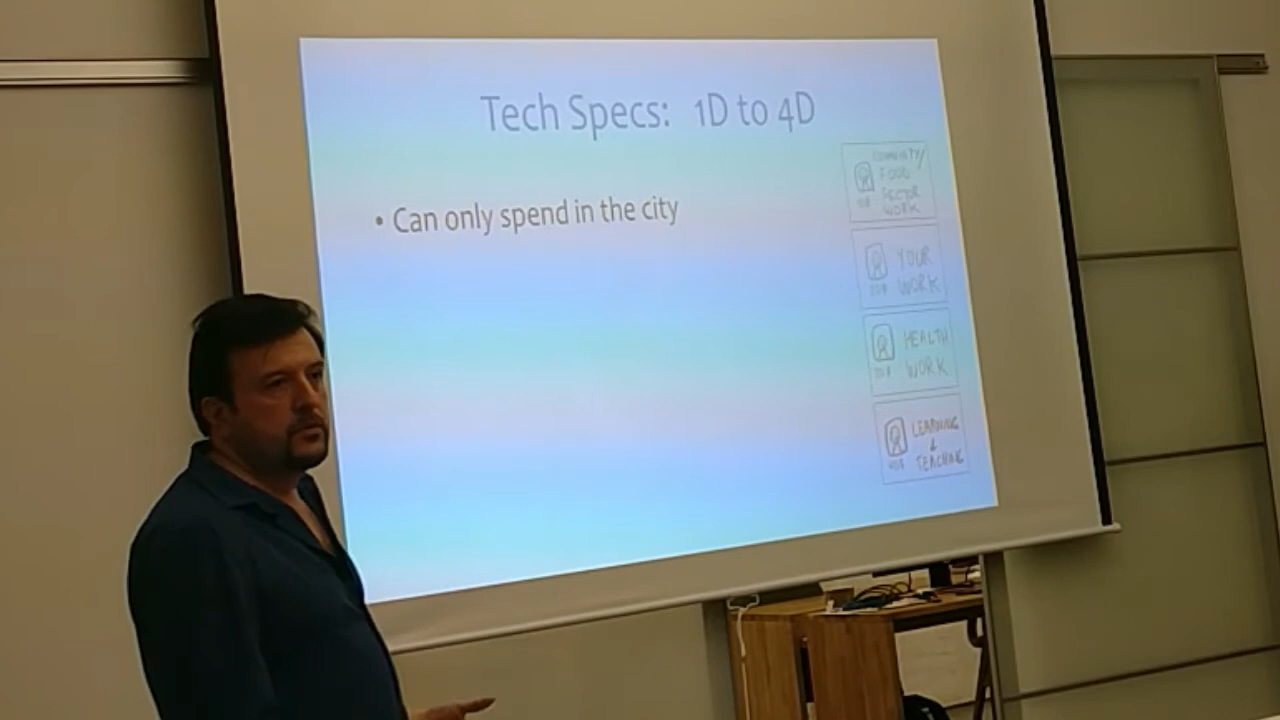 Tech Specs: 1D to 4D
• Can only spend in the city
COMMUNITY/
FOOD
SECTOR
WORK
YOUR
WORK
HEALTH
WORK
LEARNING
&
TEACHING